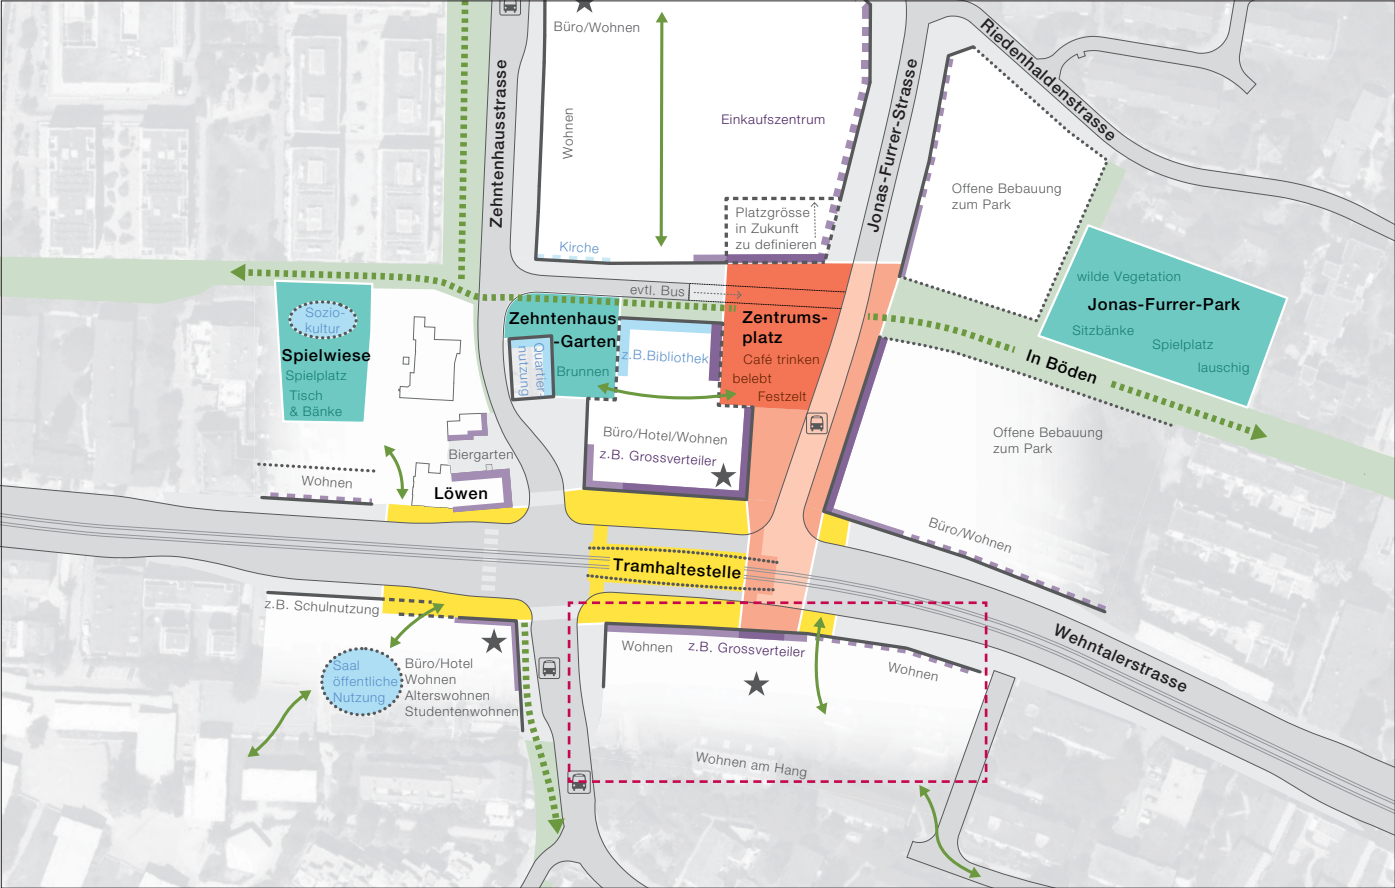 Büro/Wohnen
Zehntenhausstrasse
Wohnen
Einkaufszentrum
Jonas-Furrer-Strasse
Riedenhaldenstrasse
Offene Bebauung
zum Park
Platzgrösse
in Zukunft
zu definieren
Kirche
evtl. Bus
wilde Vegetation
Jonas-Furrer-Park
Sitzbänke
Spielplatz
lauschig
In Böden
Sozio-
kultur
Spielwiese
Spielplatz
Tisch
& Bänke
Zehntenhaus
-Garten
Quartier-
nutzung
Brunnen
z.B.Bibliothek
Zentrums-
platz
Café trinken
belebt
Festzelt
Büro/Hotel/Wohnen
z.B. Grossverteiler
Offene Bebauung
zum Park
Biergarten
Wohnen
Löwen
Büro/Wohnen
Tramhaltestelle
z.B. Schulnutzung
Wehntalerstrasse
Wohnen
z.B. Grossverteiler
Wohnen
Saal
öffentliche
Nutzung
Büro/Hotel
Wohnen
Alterswohnen
Studentenwohnen
Wohnen am Hang